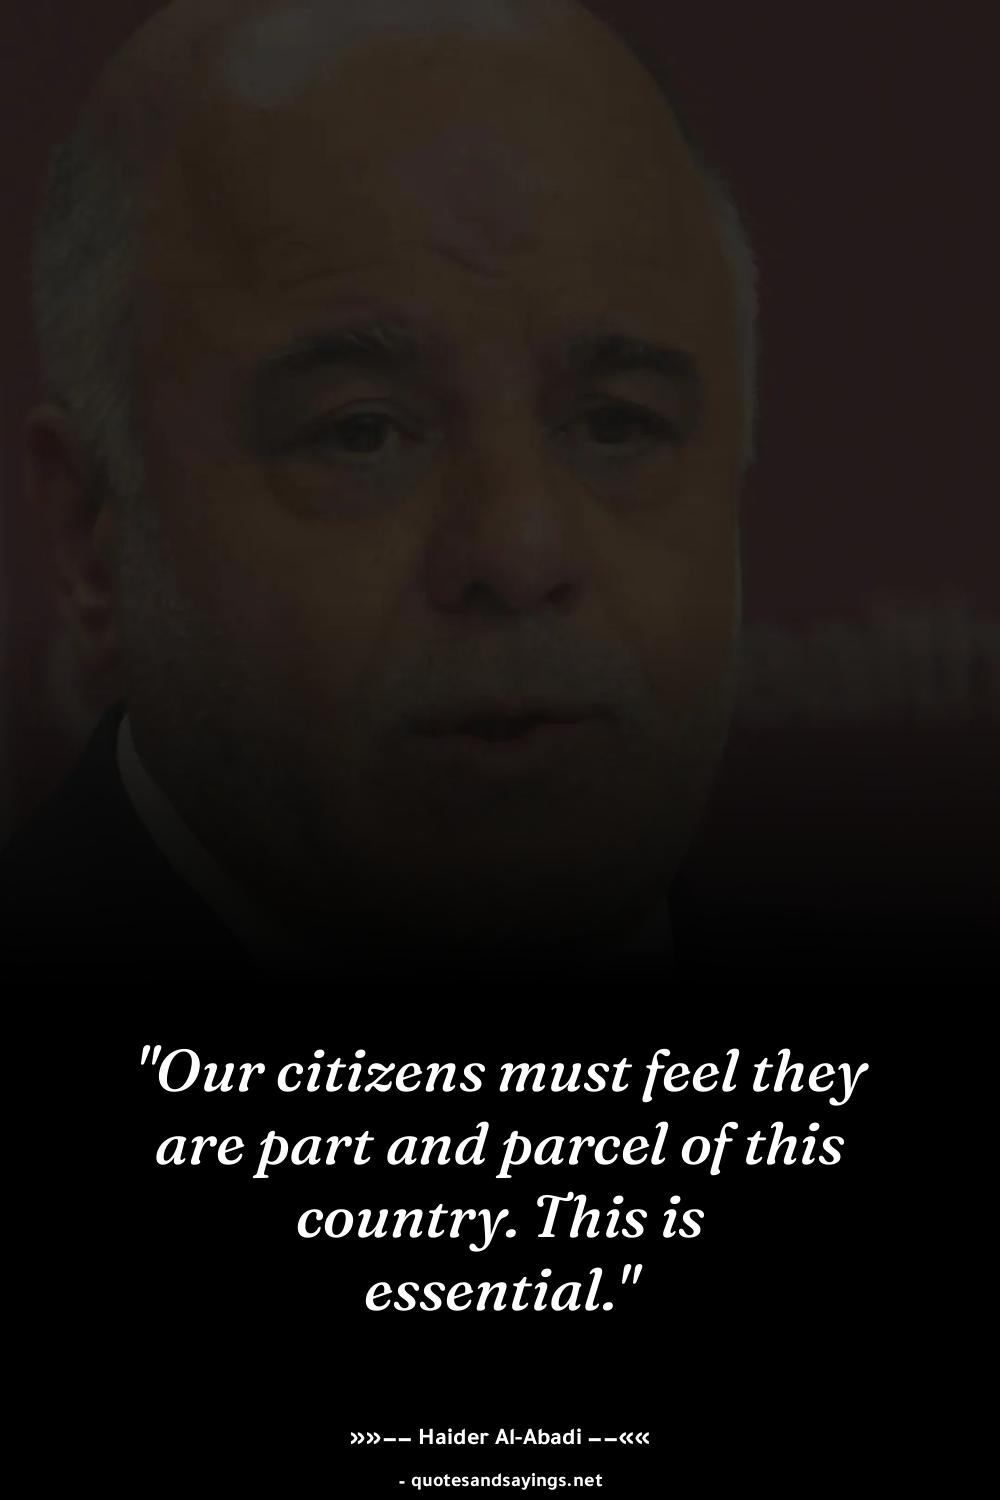 "Our citizens must feel they
are part and parcel of this
country. This is
essential."
»»−− Haider Al-Abadi −−««
- quotesandsayings.net